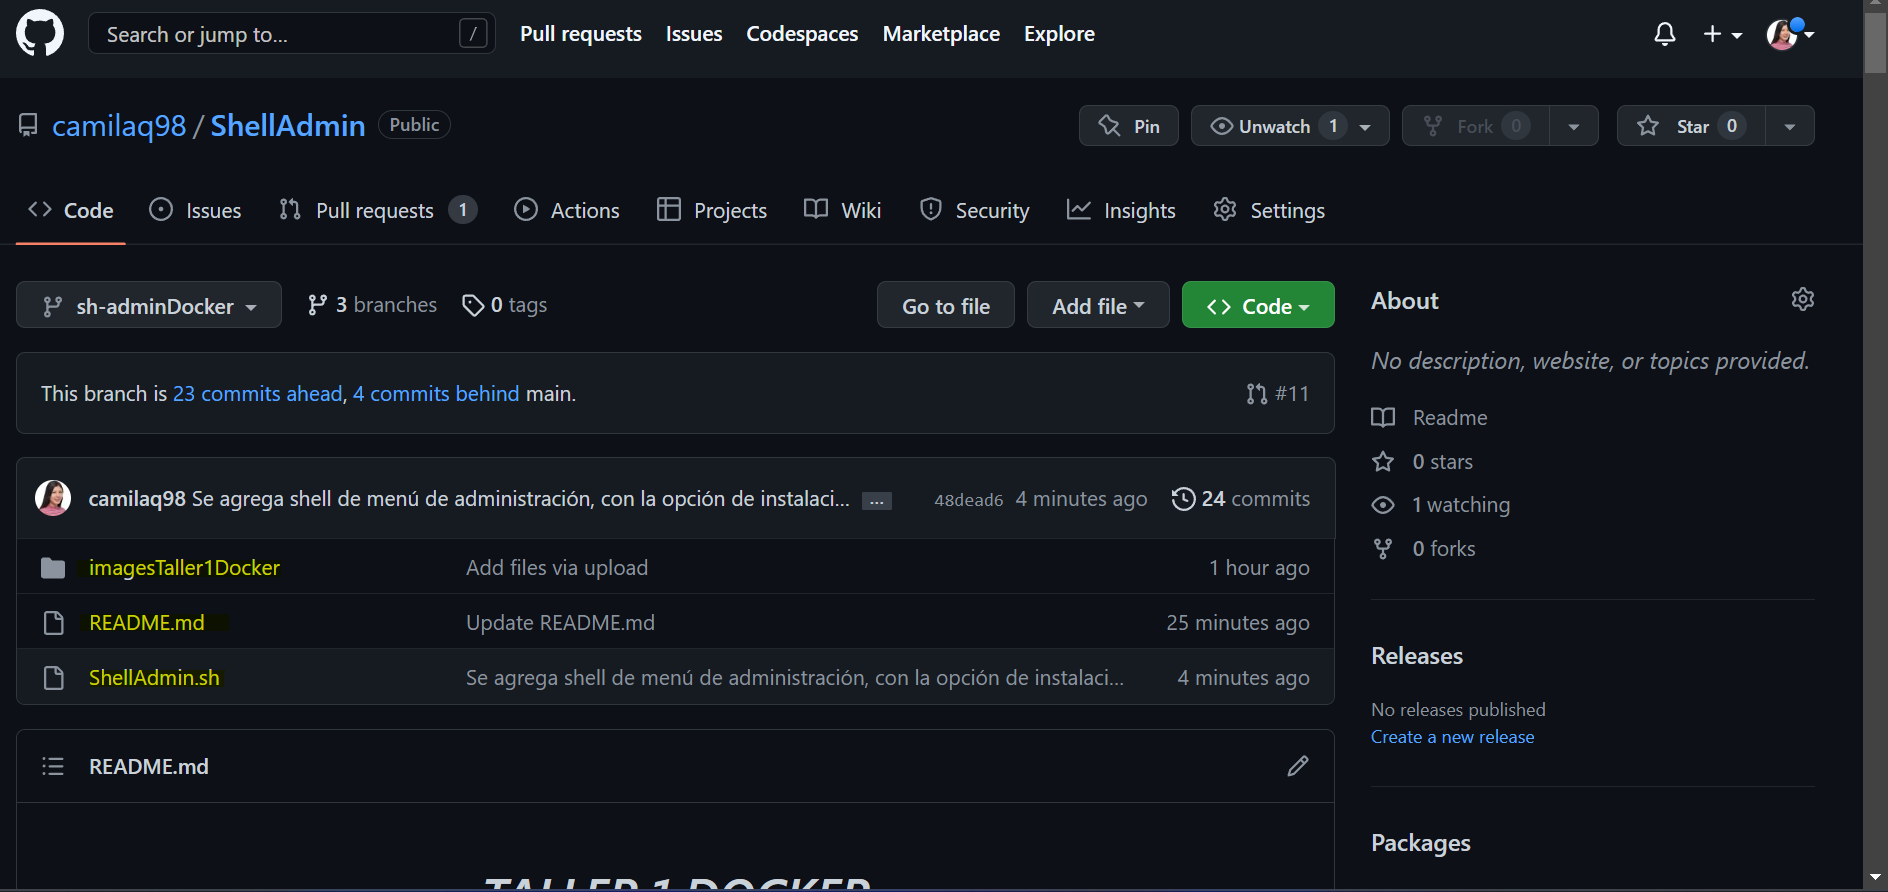 Search or jump to... /
Pull requests Issues Codespaces Marketplace Explore
camilaq98 / ShellAdmin Public
Pin Unwatch 1 Fork 0 Star 0
Code Issues Pull requests 1 Actions Projects Wiki Security Insights Settings
sh-adminDocker 3 branches 0 tags Go to file Add file Code
This branch is 23 commits ahead, 4 commits behind main. #11
camilaq98 Se agrega shell de menú de administración, con la opción de instalaci... ... 48dead6 4 minutes ago 24 commits
imagesTaller1Docker Add files via upload 1 hour ago
README.md Update README.md 25 minutes ago
ShellAdmin.sh Se agrega shell de menú de administración, con la opción de instalaci... 4 minutes ago
README.md
TALLER 1 DOCKER
About
No description, website, or topics provided.
Readme
0 stars
1 watching
0 forks
Releases
No releases published
Create a new release
Packages